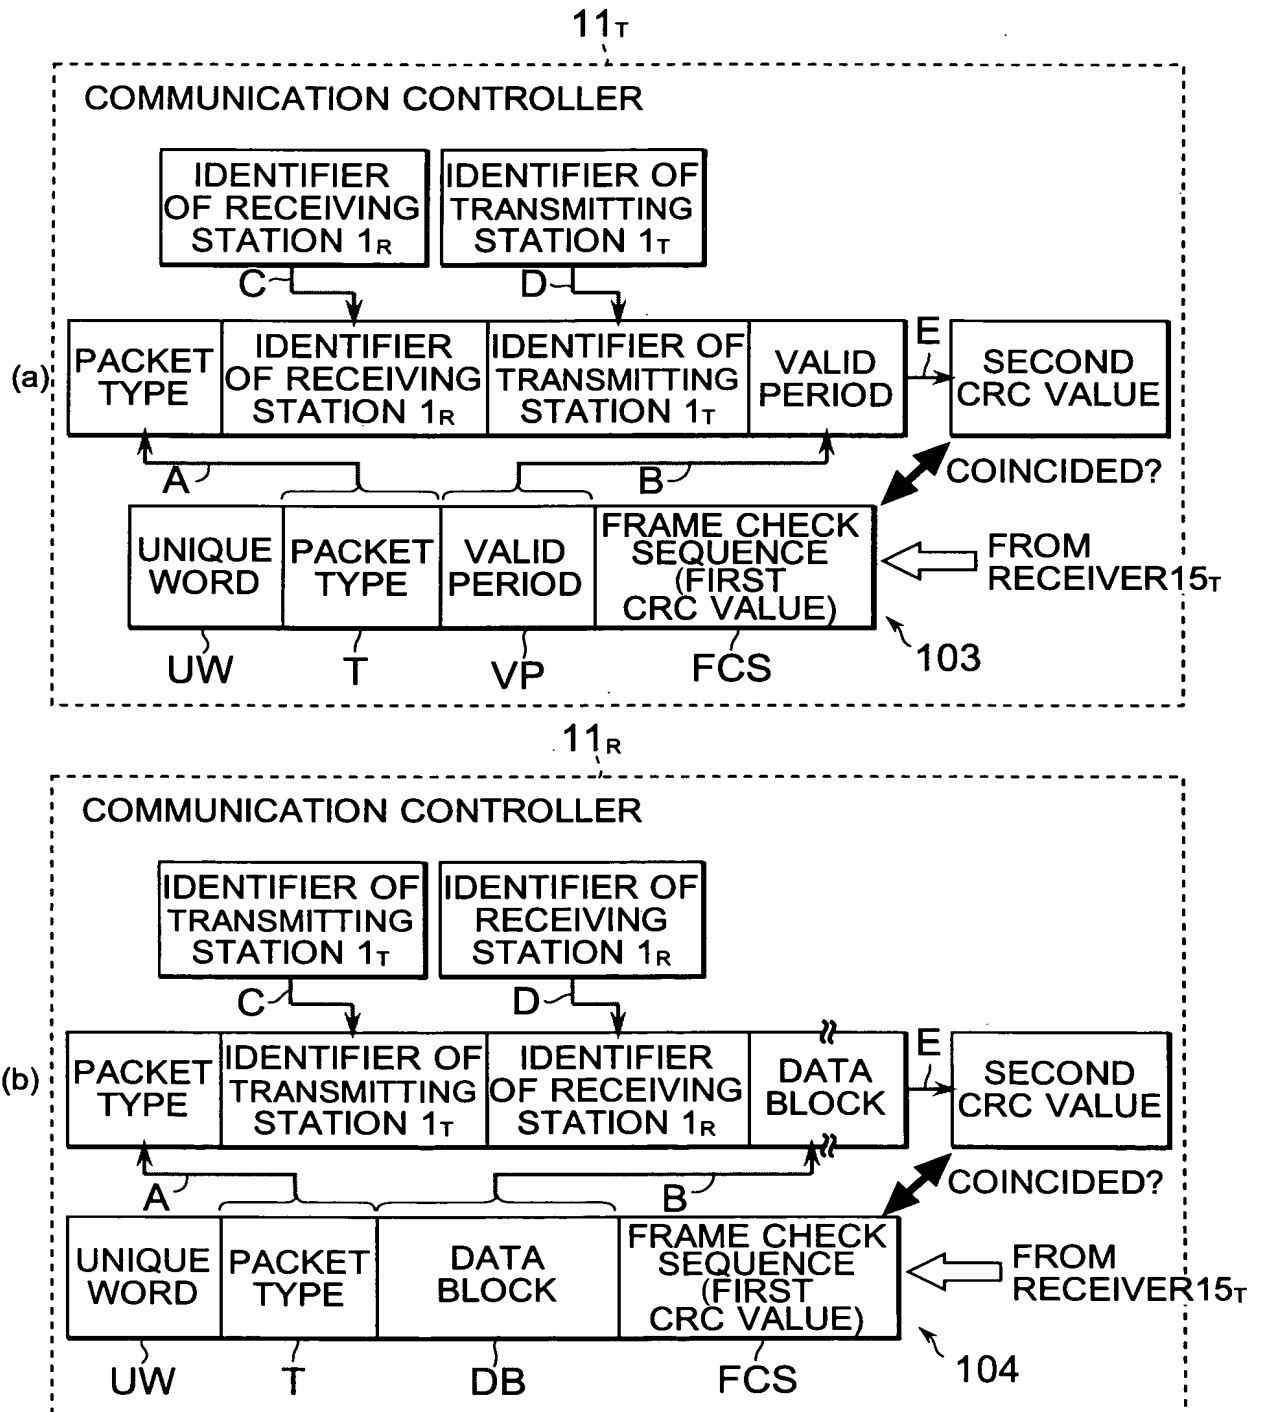 11T
COMMUNICATION CONTROLLER
IDENTIFIER
OF RECEIVING
STATION 1R
IDENTIFIER OF
TRANSMITTING
STATION 1T
C
D
(a)
PACKET
TYPE
IDENTIFIER
OF RECEIVING
STATION 1R
IDENTIFIER OF
TRANSMITTING
STATION 1T
VALID
PERIOD
E
SECOND
CRC VALUE
A
B
COINCIDED?
UNIQUE
WORD
PACKET
TYPE
VALID
PERIOD
FRAME CHECK
SEQUENCE
(FIRST
CRC VALUE)
FROM
RECEIVER15T
UW
T
VP
FCS
103
11R
COMMUNICATION CONTROLLER
IDENTIFIER OF
TRANSMITTING
STATION 1T
IDENTIFIER OF
RECEIVING
STATION 1R
C
D
(b)
PACKET
TYPE
IDENTIFIER OF
TRANSMITTING
STATION 1T
IDENTIFIER
OF RECEIVING
STATION 1R
DATA
BLOCK
E
SECOND
CRC VALUE
A
B
COINCIDED?
UNIQUE
WORD
PACKET
TYPE
DATA
BLOCK
FRAME CHECK
SEQUENCE
(FIRST
CRC VALUE)
FROM
RECEIVER15T
UW
T
DB
FCS
104